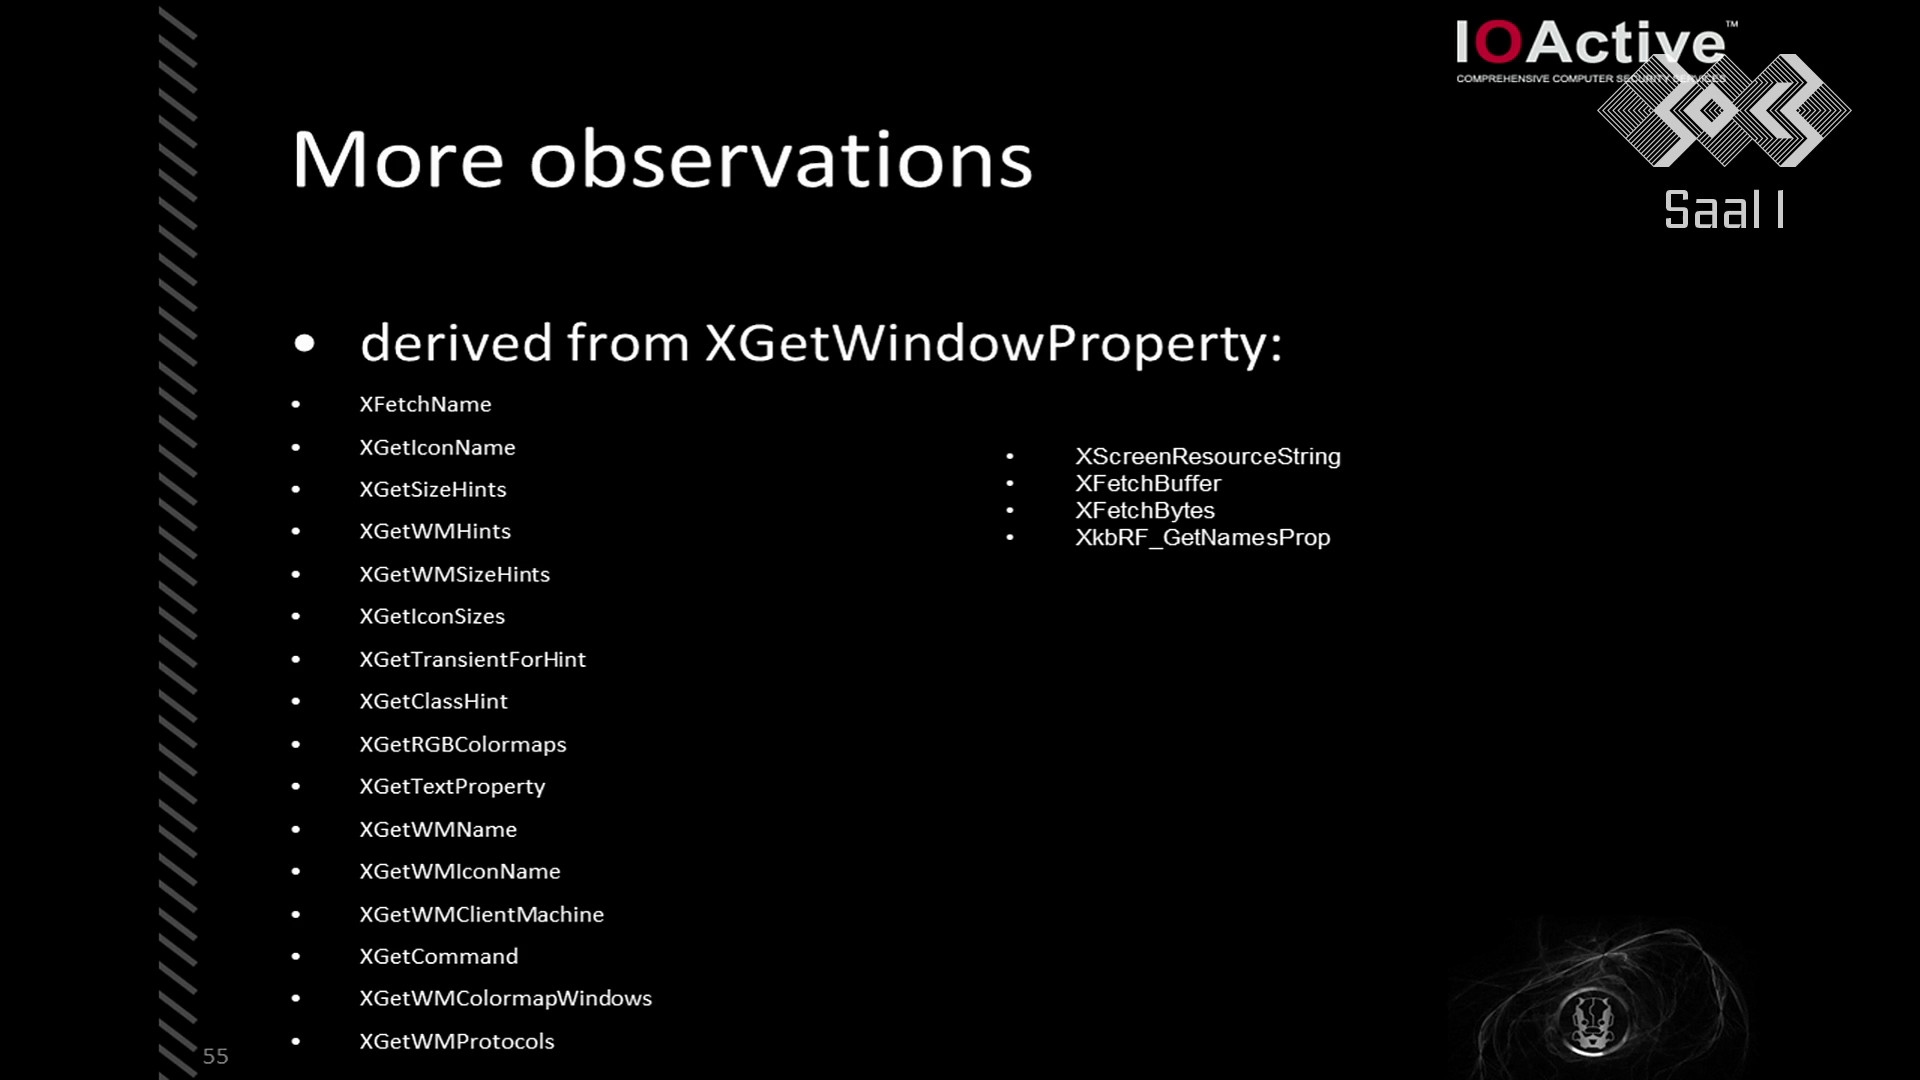 IOActive™
COMPREHENSIVE COMPUTER SECURITY SERVICES
Saal 1
More observations
• derived from XGetWindowProperty:
• XFetchName
• XGetIconName
• XGetSizeHints
• XGetWMHints
• XGetWMSizeHints
• XGetIconSizes
• XGetTransientForHint
• XGetClassHint
• XGetRGBColormaps
• XGetTextProperty
• XGetWMName
• XGetWMIconName
• XGetWMClientMachine
• XGetCommand
• XGetWMColormapWindows
• XGetWMProtocols
• XScreenResourceString
• XFetchBuffer
• XFetchBytes
• XkbRF_GetNamesProp
55